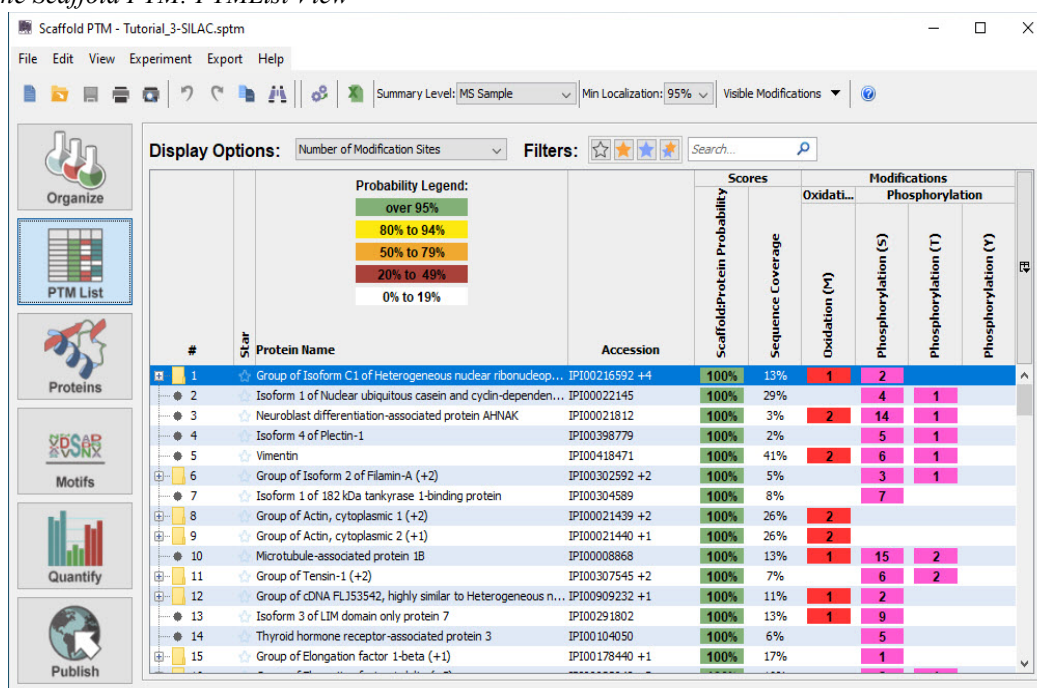 The Scaffold PTM: PTMList View
Scaffold PTM - Tutorial_3-SILAC.sptm
File Edit View Experiment Export Help
Summary Level: MS Sample Min Localization: 95% Visible Modifications
Display Options: Number of Modification Sites Filters: Search...
Organize
PTM List
Proteins
Motifs
Quantify
Publish
Probability Legend:
over 95%
80% to 94%
50% to 79%
20% to 49%
0% to 19%
Scores Modifications
Oxidati... Phosphorylation
# Star Protein Name Accession Scaffold:Protein Probability Sequence Coverage Oxidation (M) Phosphorylation (S) Phosphorylation (T) Phosphorylation (Y)
1 Group of Isoform C1 of Heterogeneous nuclear ribonucleop... IPI00216592 +4 100% 13% 1 2
2 Isoform 1 of Nuclear ubiquitous casein and cyclin-dependen... IPI00022145 100% 29% 4 1
3 Neuroblast differentiation-associated protein AHNAK IPI00021812 100% 3% 2 14 1
4 Isoform 4 of Plectin-1 IPI00398779 100% 2% 5 1
5 Vimentin IPI00418471 100% 41% 2 6 1
6 Group of Isoform 2 of Filamin-A (+2) IPI00302592 +2 100% 5% 3 1
7 Isoform 1 of 182 kDa tankyrase 1-binding protein IPI00304589 100% 8% 7
8 Group of Actin, cytoplasmic 1 (+2) IPI00021439 +2 100% 26% 2
9 Group of Actin, cytoplasmic 2 (+1) IPI00021440 +1 100% 26% 2
10 Microtubule-associated protein 1B IPI00008868 100% 13% 1 15 2
11 Group of Tensin-1 (+2) IPI00307545 +2 100% 7% 6 2
12 Group of cDNA FLJ53542, highly similar to Heterogeneous n... IPI00909232 +1 100% 11% 1 2
13 Isoform 3 of LIM domain only protein 7 IPI00291802 100% 13% 1 9
14 Thyroid hormone receptor-associated protein 3 IPI00104050 100% 6% 5
15 Group of Elongation factor 1-beta (+1) IPI00178440 +1 100% 17% 1